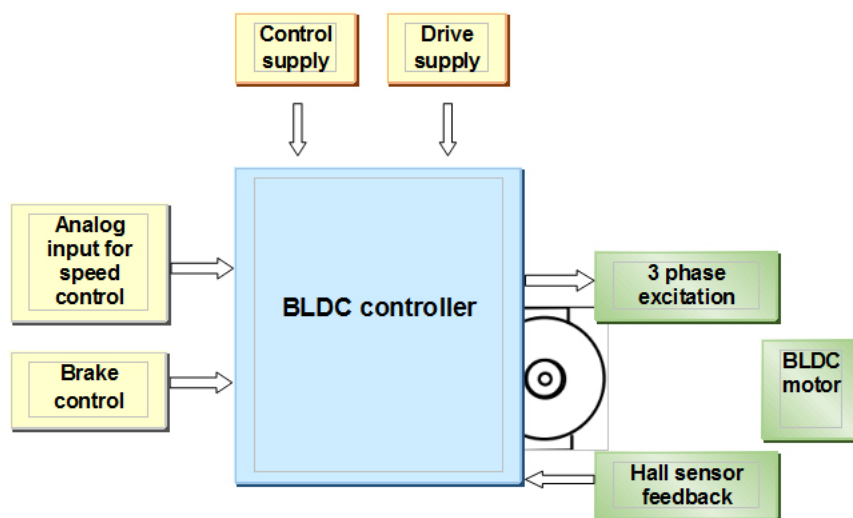 Control
supply
Drive
supply
Analog
input for
speed
control
BLDC controller
3 phase
excitation
Brake
control
BLDC
motor
Hall sensor
feedback